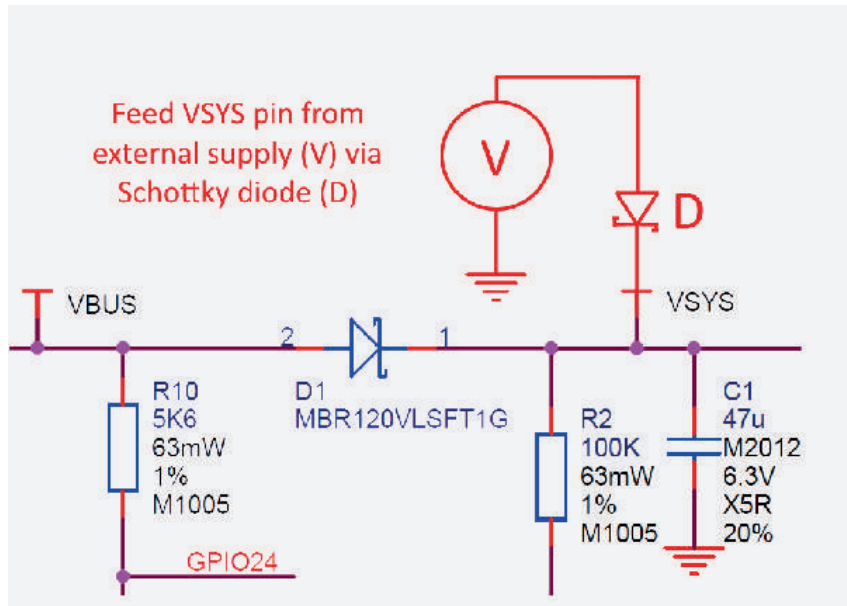 Feed VSYS pin from
external supply (V) via
Schottky diode (D)
V
D
VBUS
VSYS
2
1
R10
5K6
63mW
1%
M1005
D1
MBR120VLSFT1G
R2
100K
63mW
1%
M1005
C1
47u
M2012
6.3V
X5R
20%
GPIO24